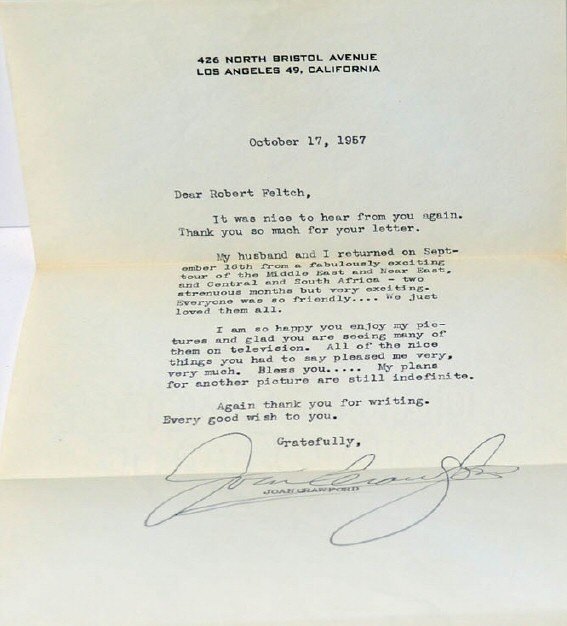 426 NORTH BRISTOL AVENUE
LOS ANGELES 49, CALIFORNIA
October 17, 1957
Dear Robert Feltch,
It was nice to hear from you again.
Thank you so much for your letter.
My husband and I returned on Sept-
ember 16th from a fabulously exciting
tour of the Middle East and Near East,
and Central and South Africa - two
strenuous months but very exciting.
Everyone was so friendly.... We just
loved them all.
I am so happy you enjoy my pic-
tures and glad you are seeing many of
them on television. All of the nice
things you had to say pleased me very,
very much. Bless you..... My plans
for another picture are still indefinite.
Again thank you for writing.
Every good wish to you.
Gratefully,
Joan Crawford
JOAN CRAWFORD